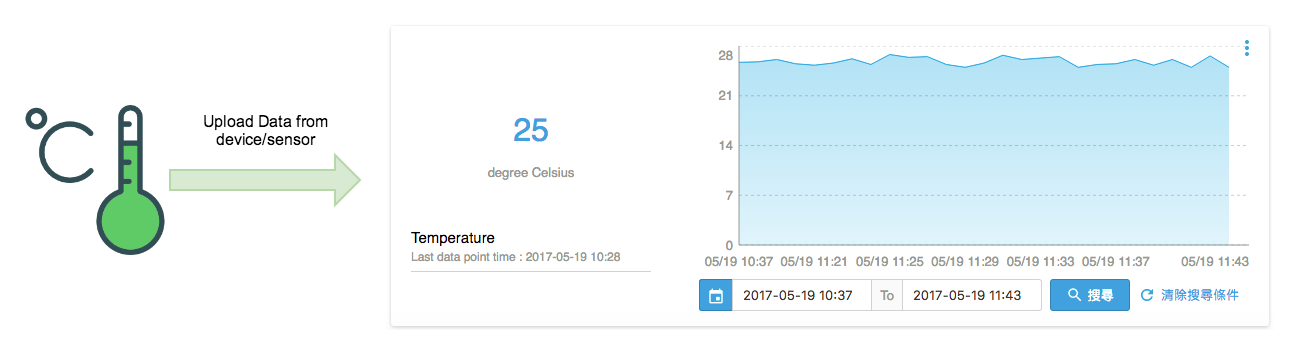 °C
Upload Data from
device/sensor
25
degree Celsius
Temperature
Last data point time : 2017-05-19 10:28
28
21
14
7
0
05/19 10:37 05/19 11:21 05/19 11:25 05/19 11:29 05/19 11:33 05/19 11:37 05/19 11:43
2017-05-19 10:37 To 2017-05-19 11:43 搜尋 清除搜尋條件